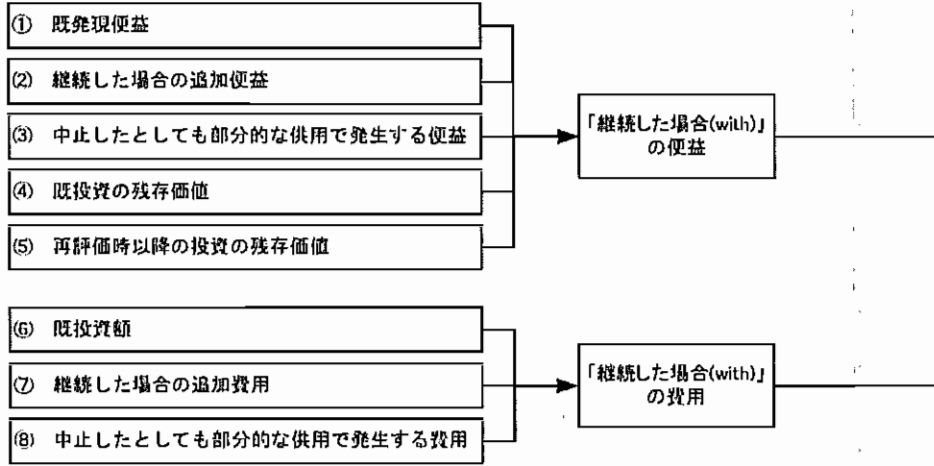 ① 既発現便益
(2) 継続した場合の追加便益
(3) 中止したとしても部分的な供用で発生する便益
(4) 既投資の残存価値
(5) 再評価時以降の投資の残存価値
「継続した場合(with)」
の便益
(6) 既投資額
⑦ 継続した場合の追加費用
⑧ 中止したとしても部分的な供用で発生する費用
「継続した場合(with)」
の費用